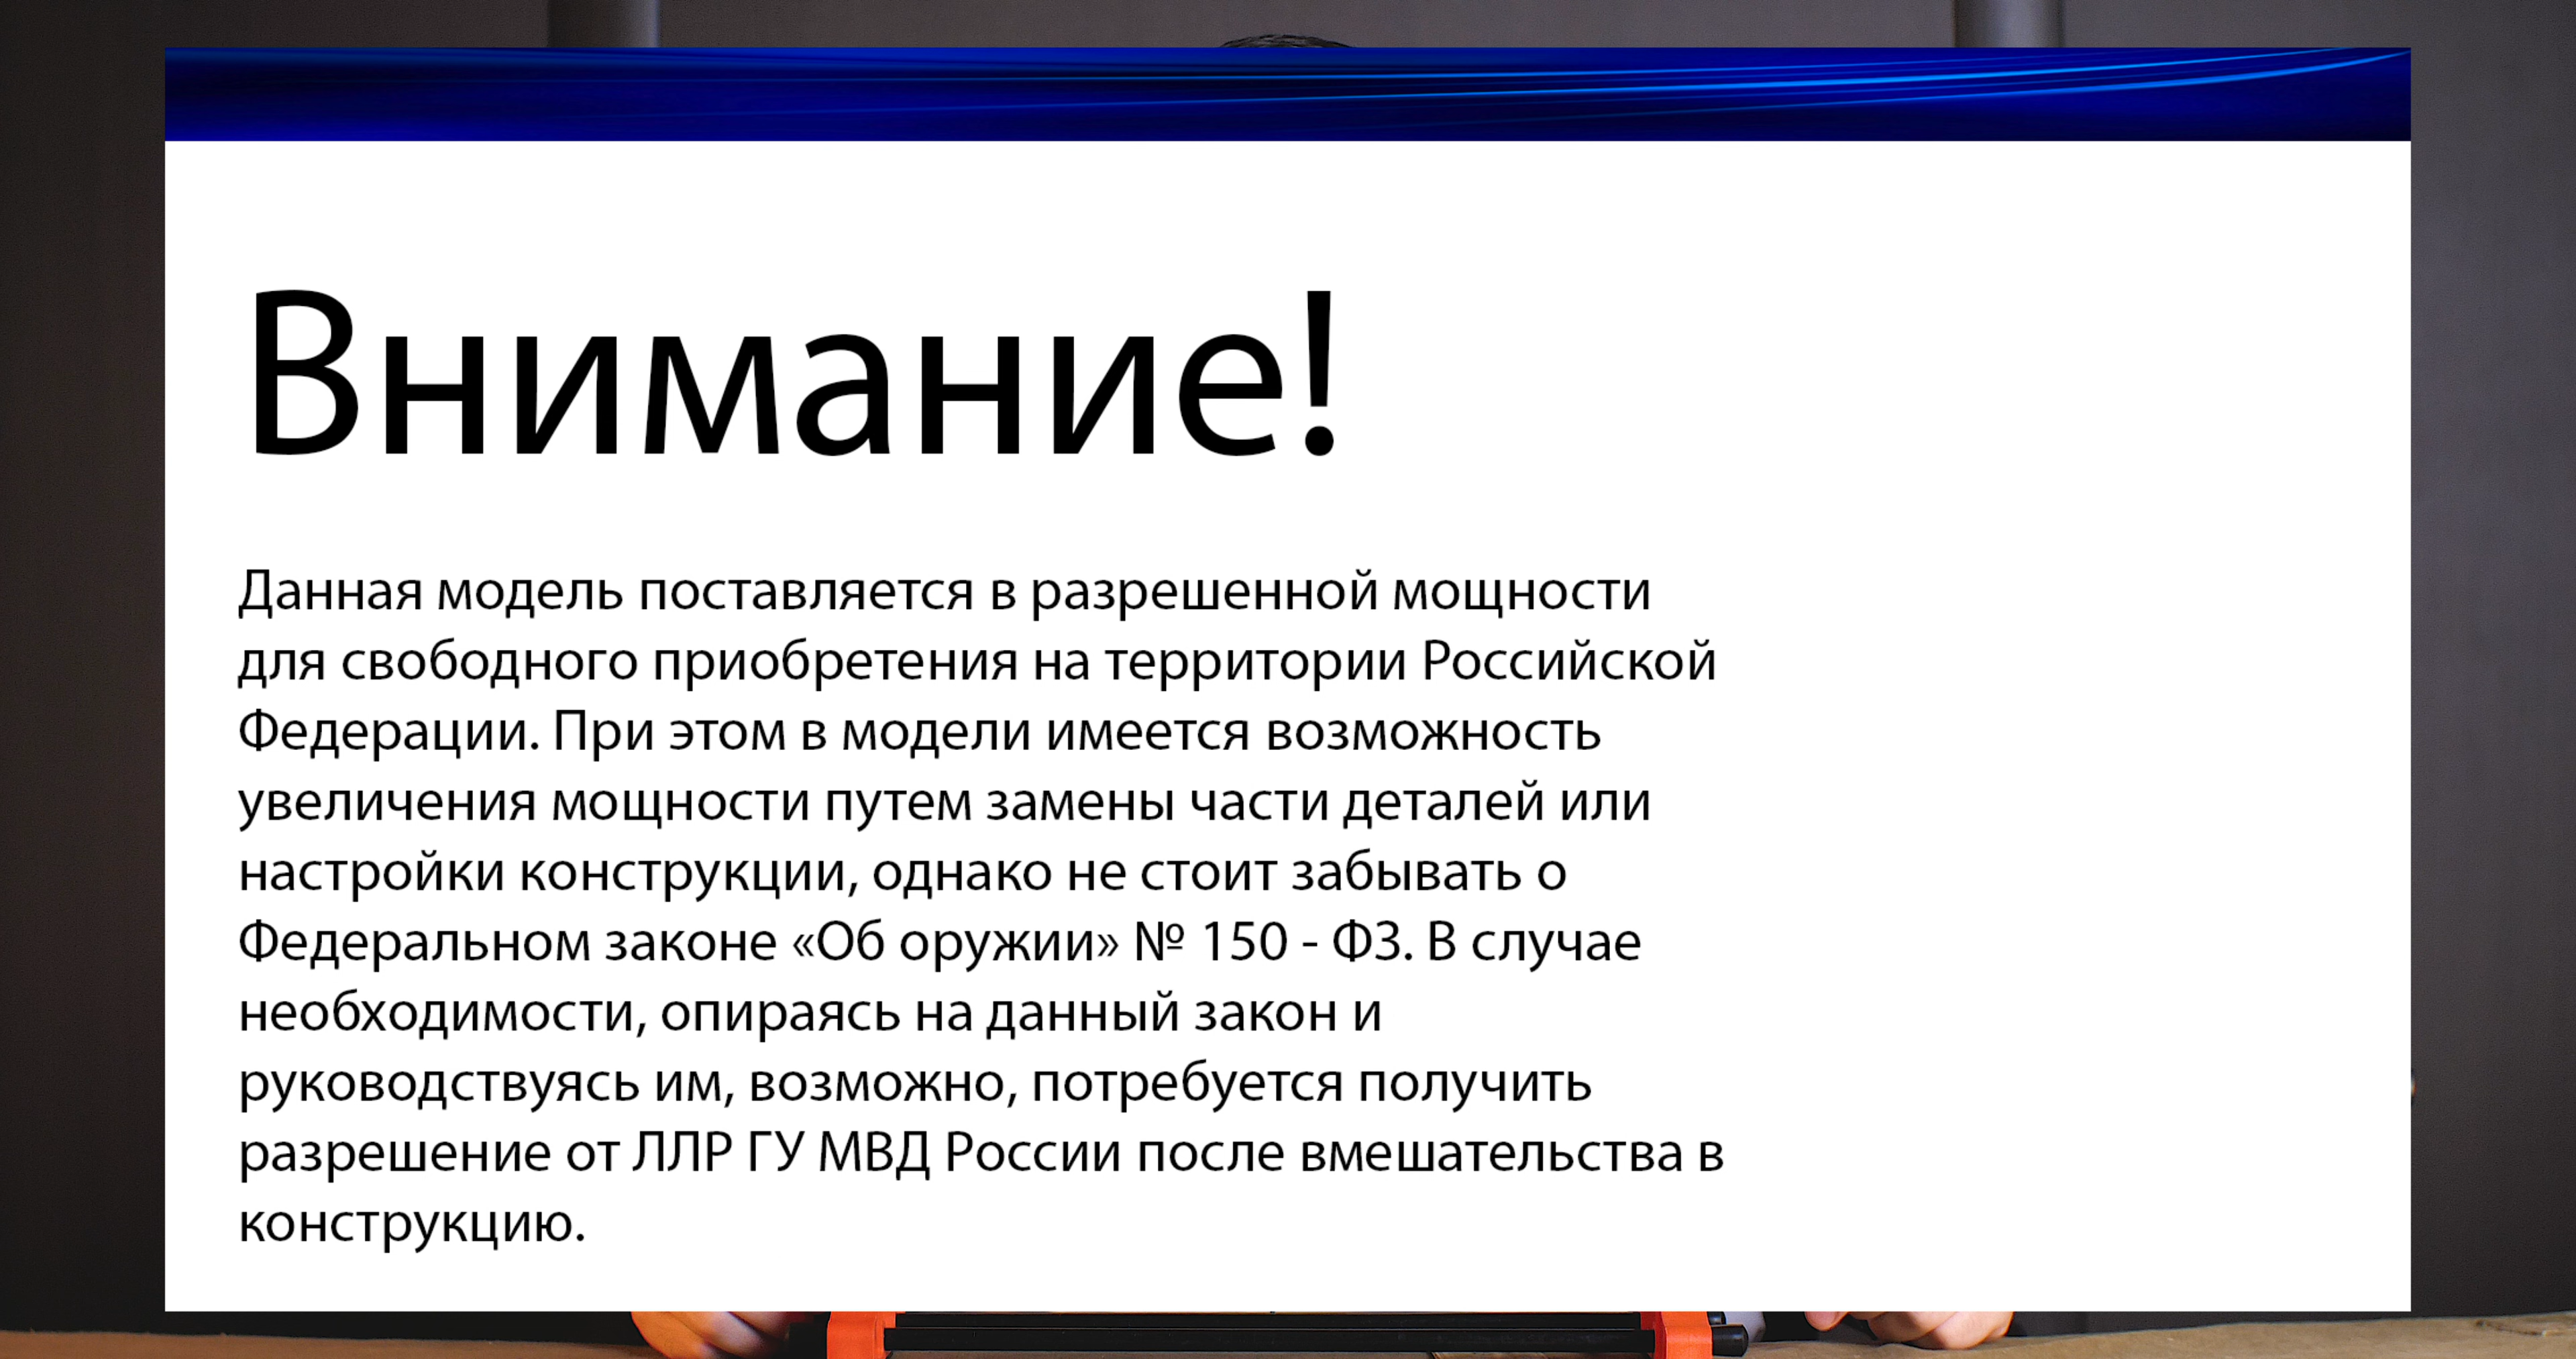 Внимание!
Данная модель поставляется в разрешенной мощности
для свободного приобретения на территории Российской
Федерации. При этом в модели имеется возможность
увеличения мощности путем замены части деталей или
настройки конструкции, однако не стоит забывать о
Федеральном законе «Об оружии» № 150 - ФЗ. В случае
необходимости, опираясь на данный закон и
руководствуясь им, возможно, потребуется получить
разрешение от ЛЛР ГУ МВД России после вмешательства в
конструкцию.